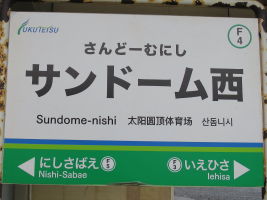 FUKUTETSU
F
4
さんどーむにし
サンドーム西
Sundome-nishi 太阳圆顶体育场 산돔니시
にしさばえ F5 F3 いえひさ
Nishi-Sabae Iehisa